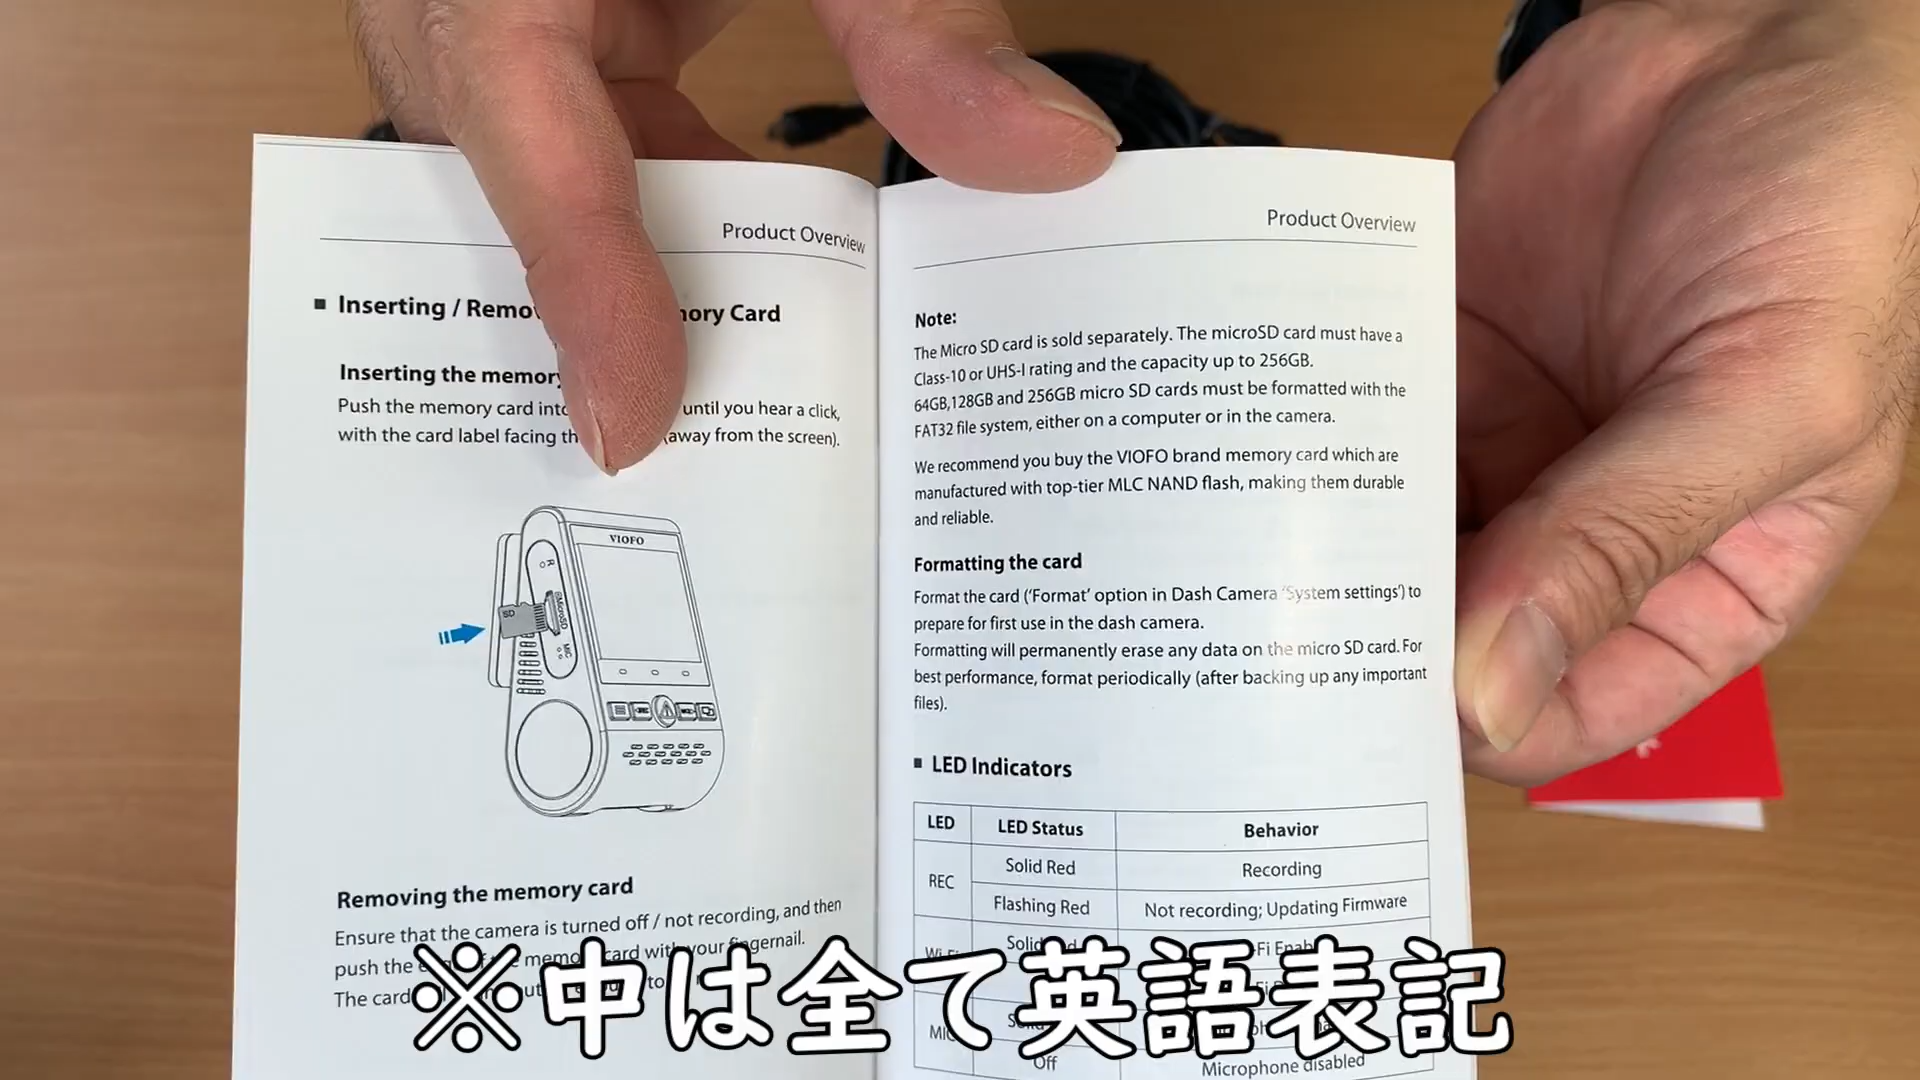 Product Overview
Inserting / Remo ory Card
Inserting the memory
Push the memory card into until you hear a click,
with the card label facing th (away from the screen).
VIOFO
R
SD
MicroSD
MIC
Removing the memory card
Ensure that the camera is turned off / not recording, and then
push the memo card with your fingernail.
The card
Product Overview
Note:
The Micro SD card is sold separately. The microSD card must have a
Class-10 or UHS-I rating and the capacity up to 256GB.
64GB,128GB and 256GB micro SD cards must be formatted with the
FAT32 file system, either on a computer or in the camera.
We recommend you buy the VIOFO brand memory card which are
manufactured with top-tier MLC NAND flash, making them durable
and reliable.
Formatting the card
Format the card ('Format' option in Dash Camera 'System settings') to
prepare for first use in the dash camera.
Formatting will permanently erase any data on the micro SD card. For
best performance, format periodically (after backing up any important
files).
LED Indicators
LED LED Status Behavior
REC Solid Red Recording
Flashing Red Not recording; Updating Firmware
Off Microphone disabled
※中は全て英語表記